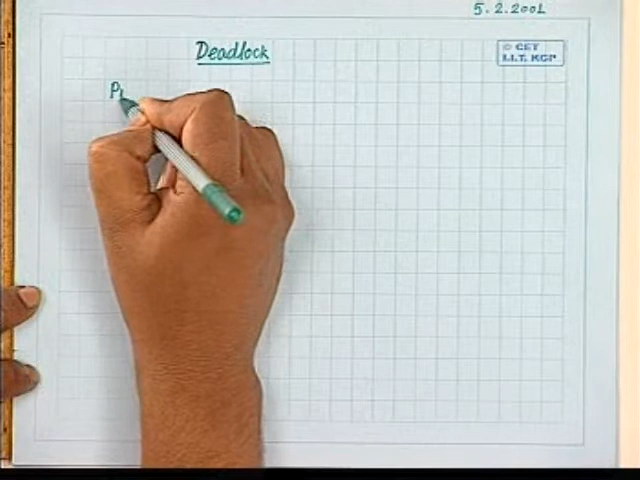 5.2.2001
Deadlock
© CET
I.I.T. KGP
P1